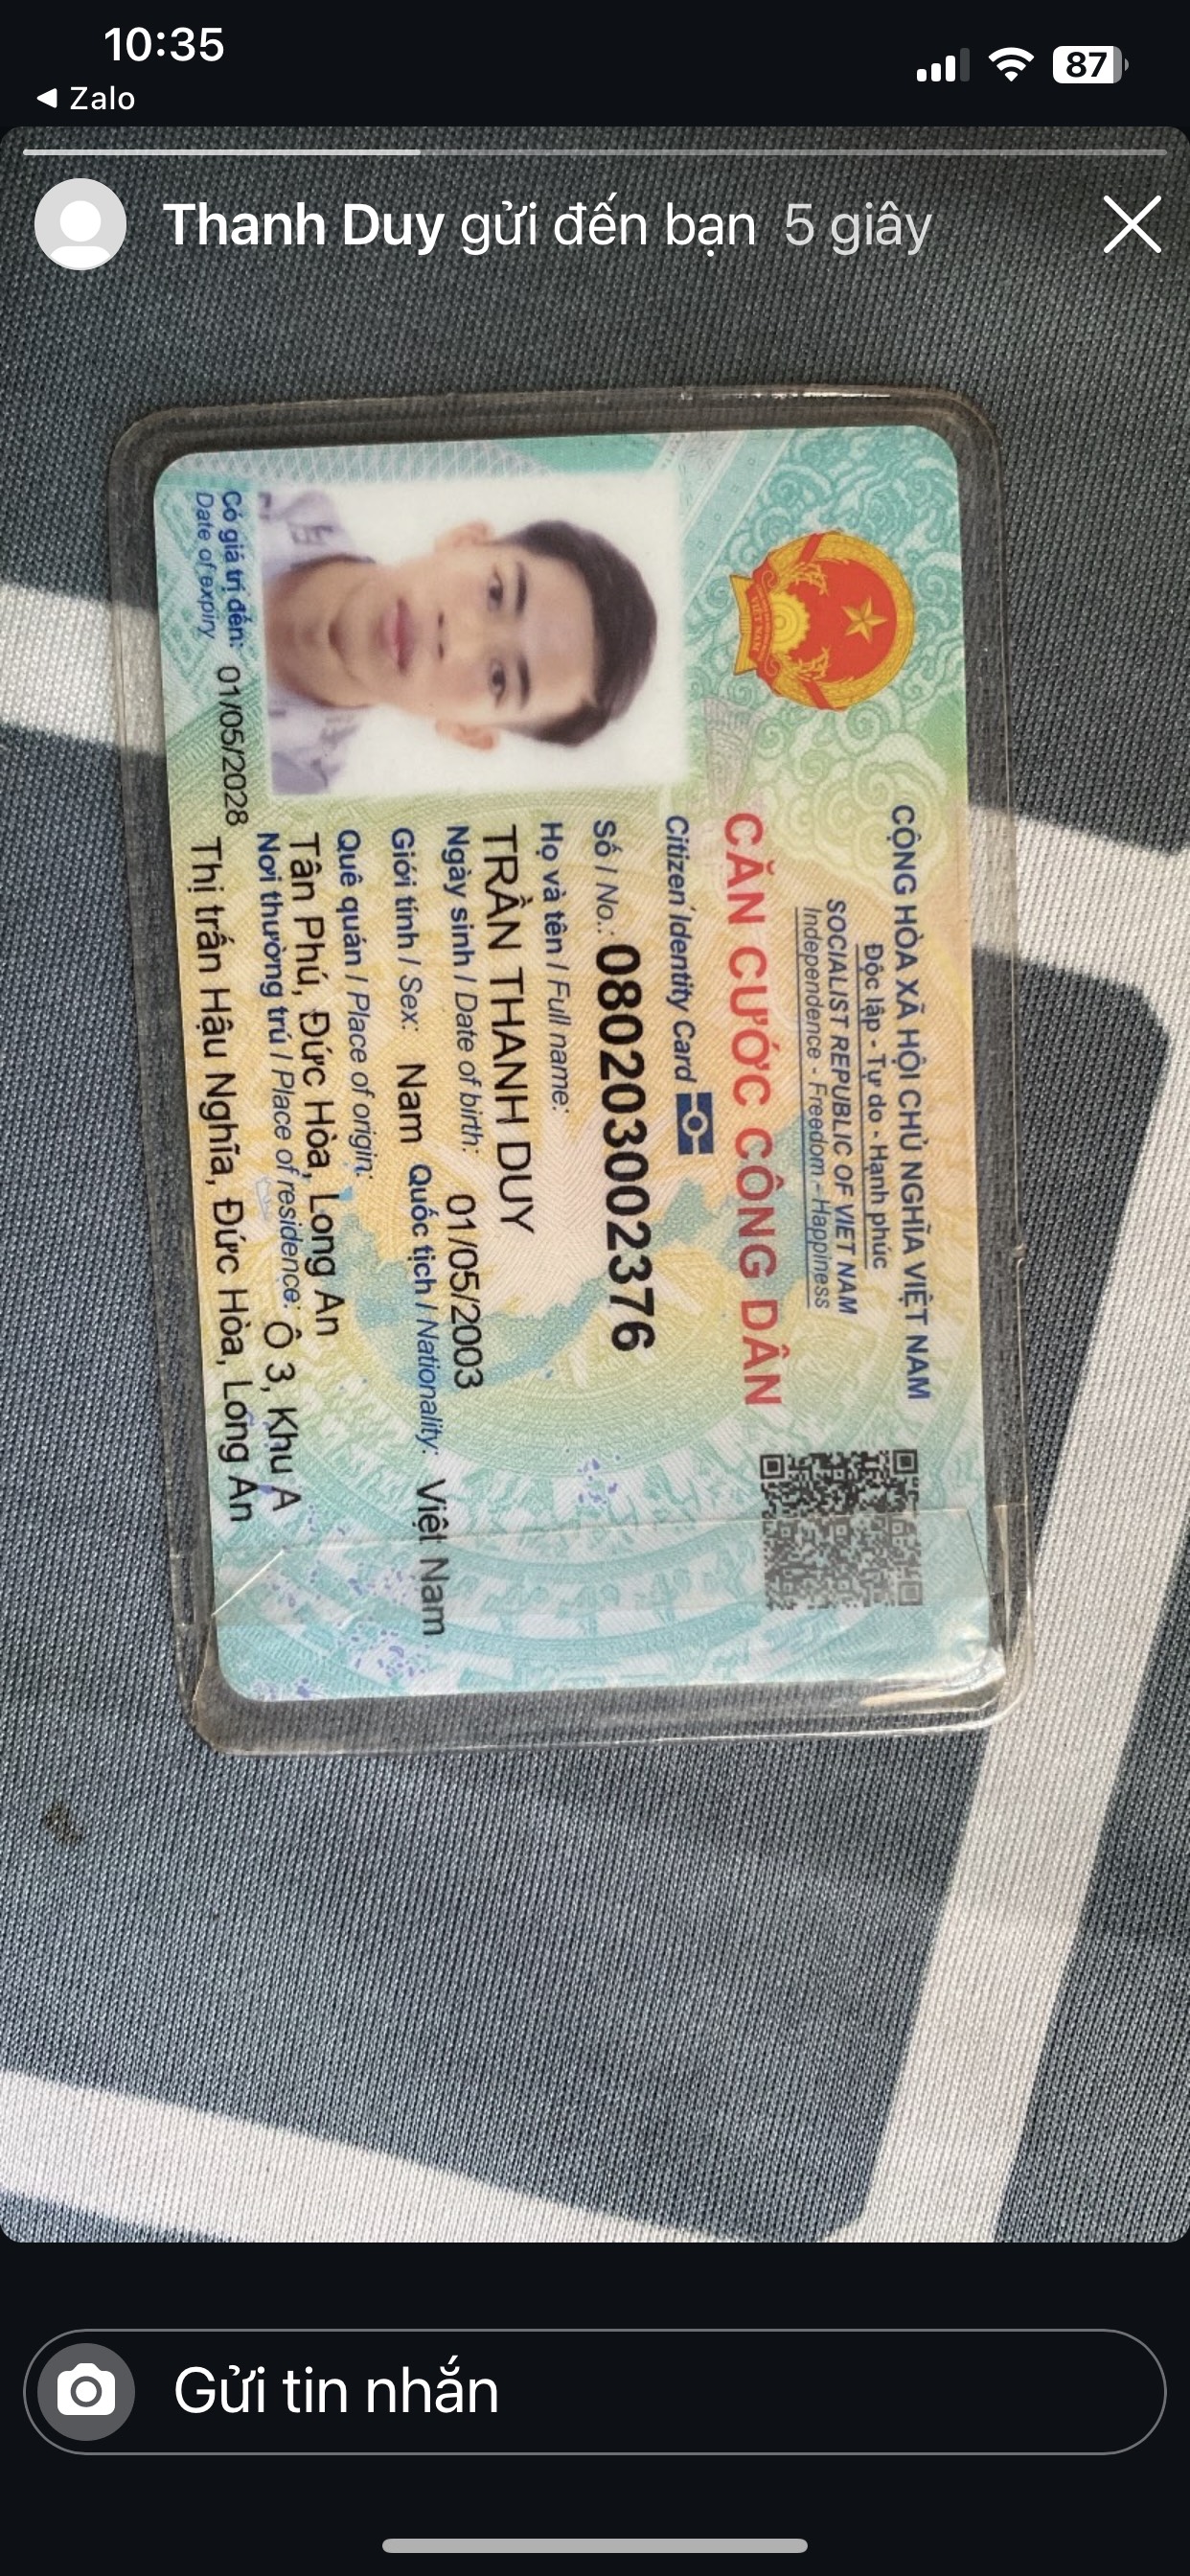 10:35
87
Zalo
Thanh Duy gửi đến bạn 5 giây
CỘNG HÒA XÃ HỘI CHỦ NGHĨA VIỆT NAM
Độc lập - Tự do - Hạnh phúc
SOCIALIST REPUBLIC OF VIET NAM
Independence - Freedom - Happiness
CĂN CƯỚC CÔNG DÂN
Citizen Identity Card
Số / No.: 080203002376
Họ và tên / Full name:
TRẦN THANH DUY
Ngày sinh / Date of birth: 01/05/2003
Giới tính / Sex: Nam Quốc tịch / Nationality: Việt Nam
Quê quán / Place of origin:
Tân Phú, Đức Hòa, Long An
Nơi thường trú / Place of residence: Ô 3, Khu A
Thị trấn Hậu Nghĩa, Đức Hòa, Long An
Có giá trị đến: 01/05/2028
Date of expiry
VIỆT NAM
Gửi tin nhắn